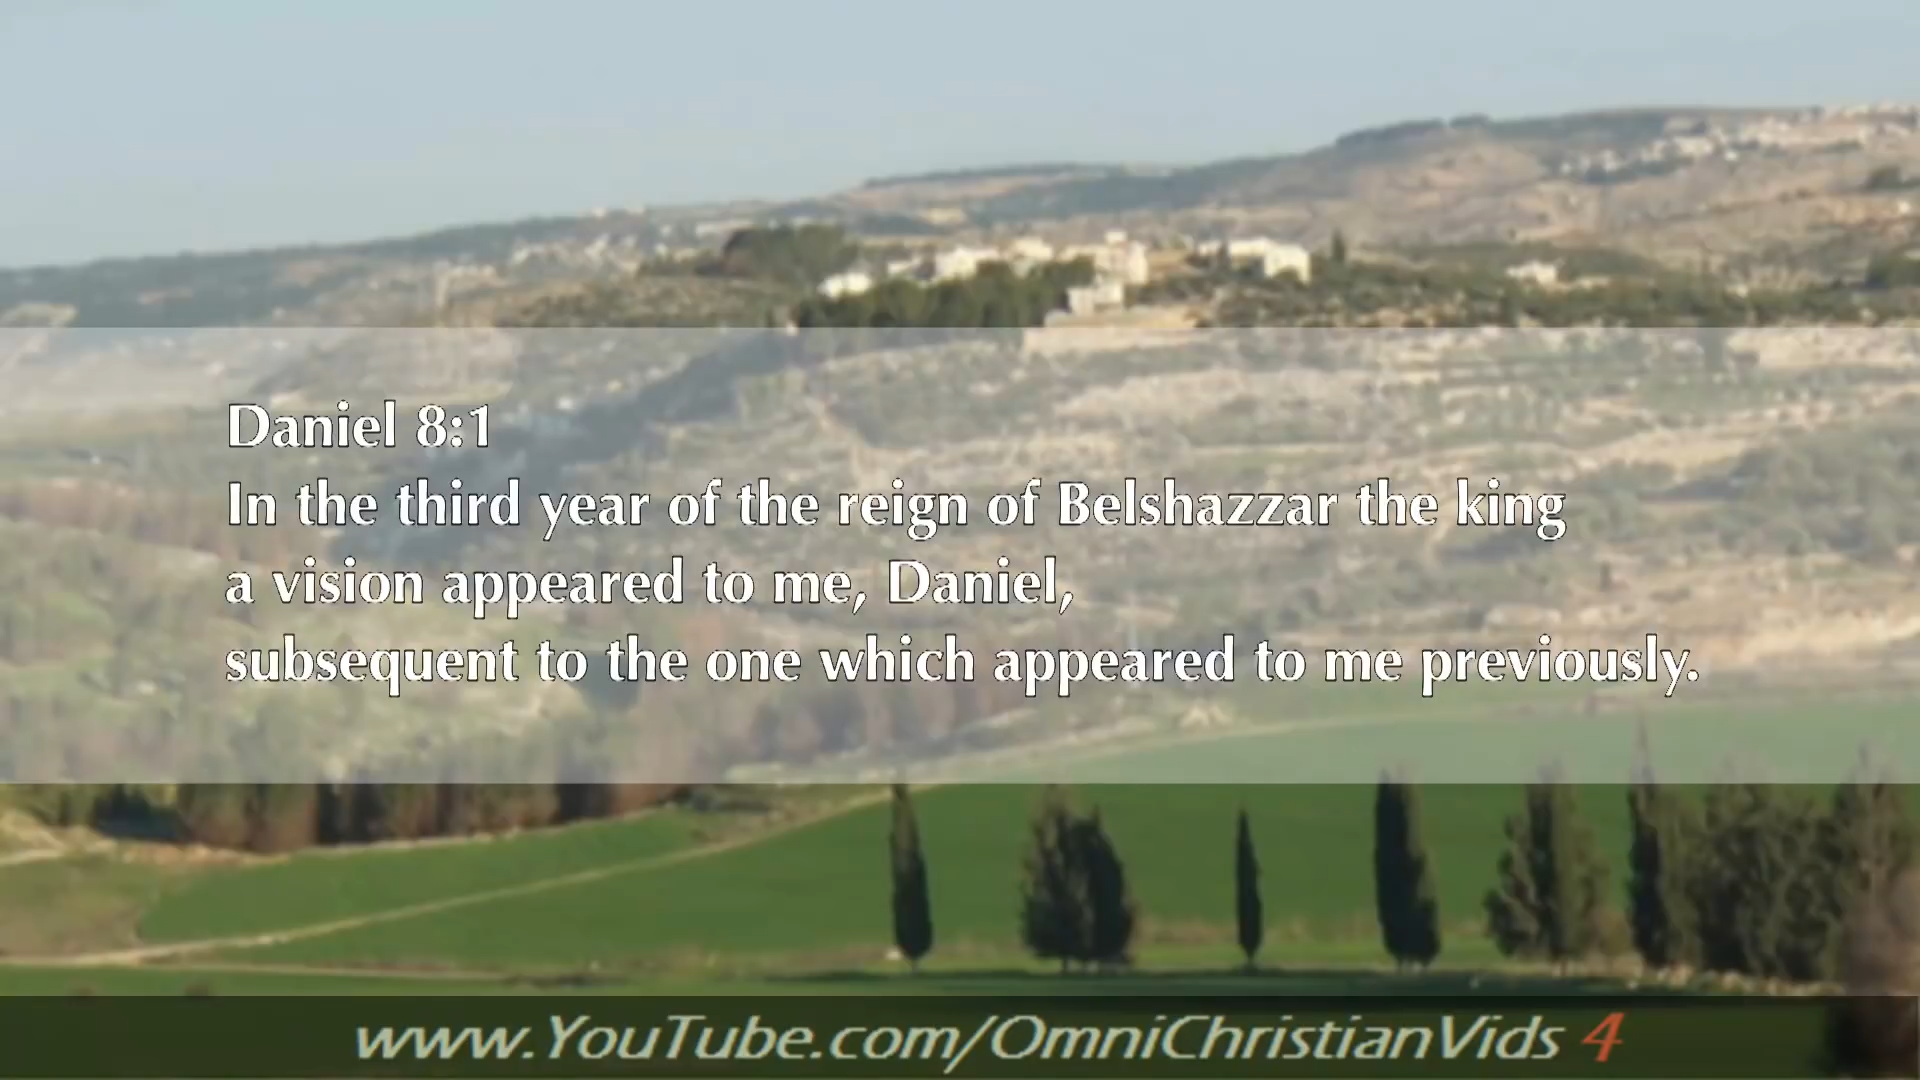 Daniel 8:1
In the third year of the reign of Belshazzar the king
a vision appeared to me, Daniel,
subsequent to the one which appeared to me previously.
www.YouTube.com/OmniChristianVids 4